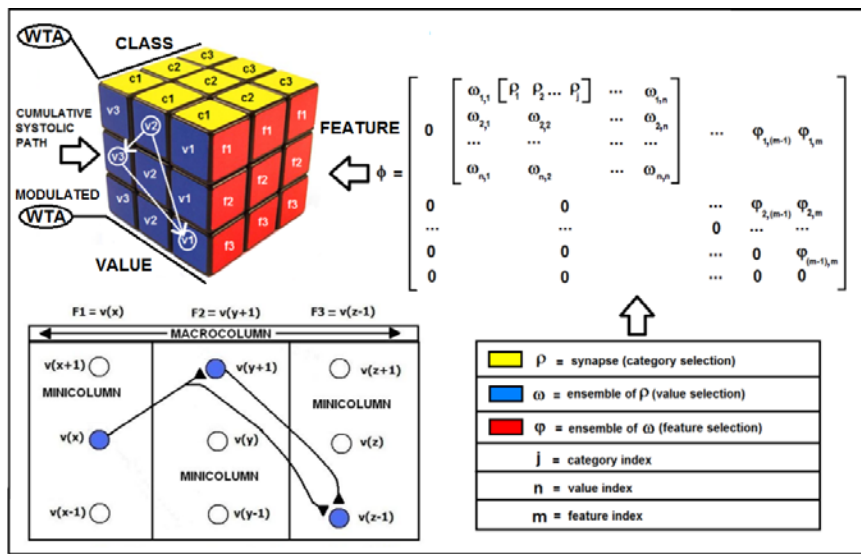 WTA
CLASS
c3
c2
c3
c1
c2
c3
c1
c2
c1
CUMULATIVE
SYSTOLIC
PATH
v3
v2
v1
v3
v2
v1
v3
v2
v1
f1
f1
f1
f2
f2
f2
f3
f3
f3
FEATURE
MODULATED
WTA
VALUE
ϕ =
0
ω1,1 [ρ1 ρ2 ... ρj] ... ω1,n
ω2,1 ω2,2 ... ω2,n
... ... ... ...
ωn,1 ωn,2 ... ωn,n
... φ1,(m-1) φ1,m
0 0 ... φ2,(m-1) φ2,m
... ... 0 ... ...
0 0 ... 0 φ(m-1),m
0 0 ... 0 0
F1 = v(x) F2 = v(y+1) F3 = v(z-1)
MACROCOLUMN
v(x+1) v(y+1) v(z+1)
MINICOLUMN
MINICOLUMN
v(x) v(y) v(z)
MINICOLUMN
v(x-1) v(y-1) v(z-1)
ρ = synapse (category selection)
ω = ensemble of ρ (value selection)
φ = ensemble of ω (feature selection)
j = category index
n = value index
m = feature index